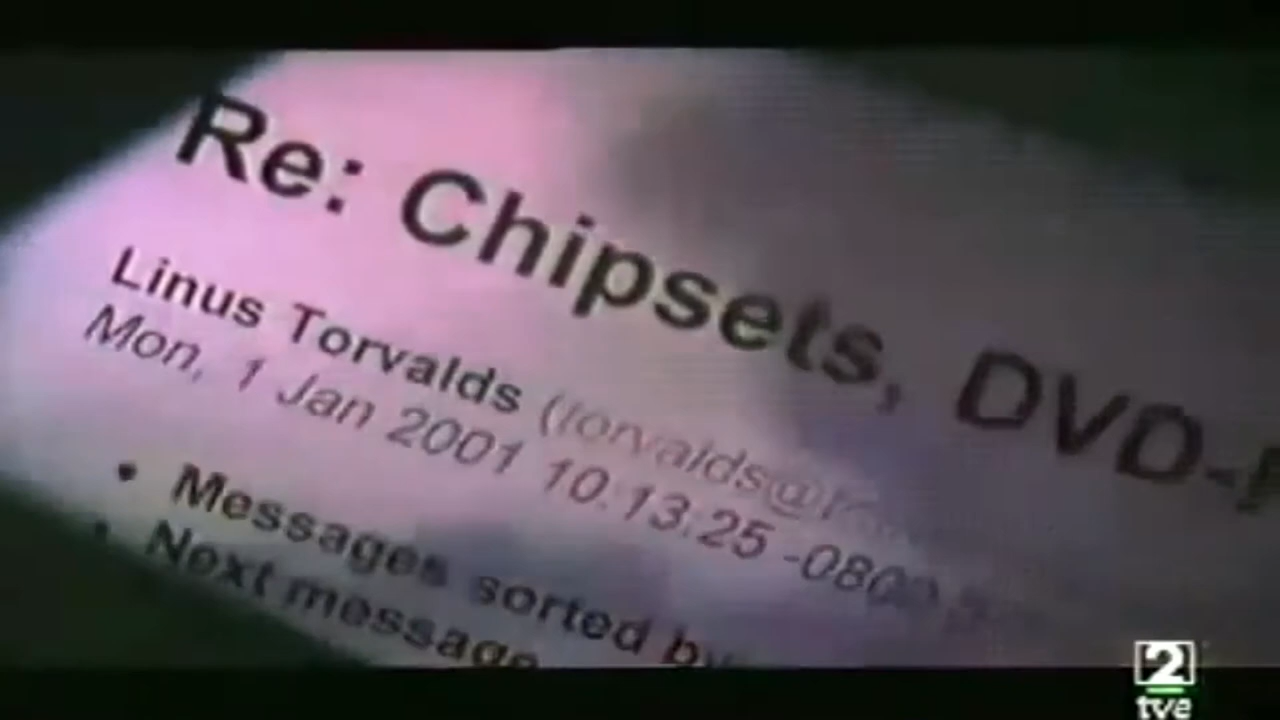 Re: Chipsets, DVD-
Linus Torvalds (torvalds@
Mon, 1 Jan 2001 10:13:25 -0800
Messages sorted by
Next message
2
tve